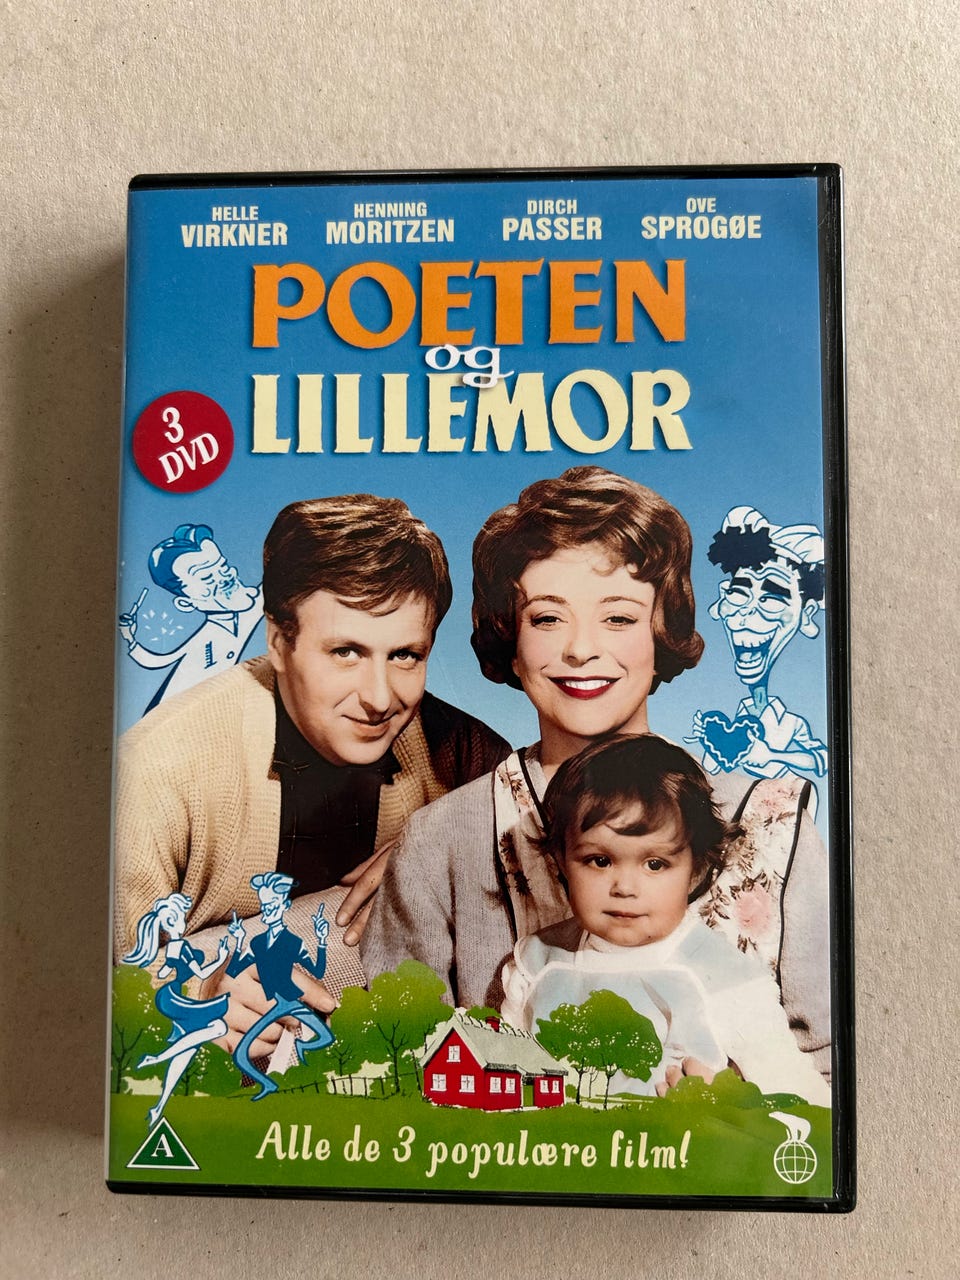 HELLE
VIRKNER
HENNING
MORITZEN
DIRCH
PASSER
OVE
SPROGØE
POETEN
og
LILLEMOR
3
DVD
Alle de 3 populære film!
A